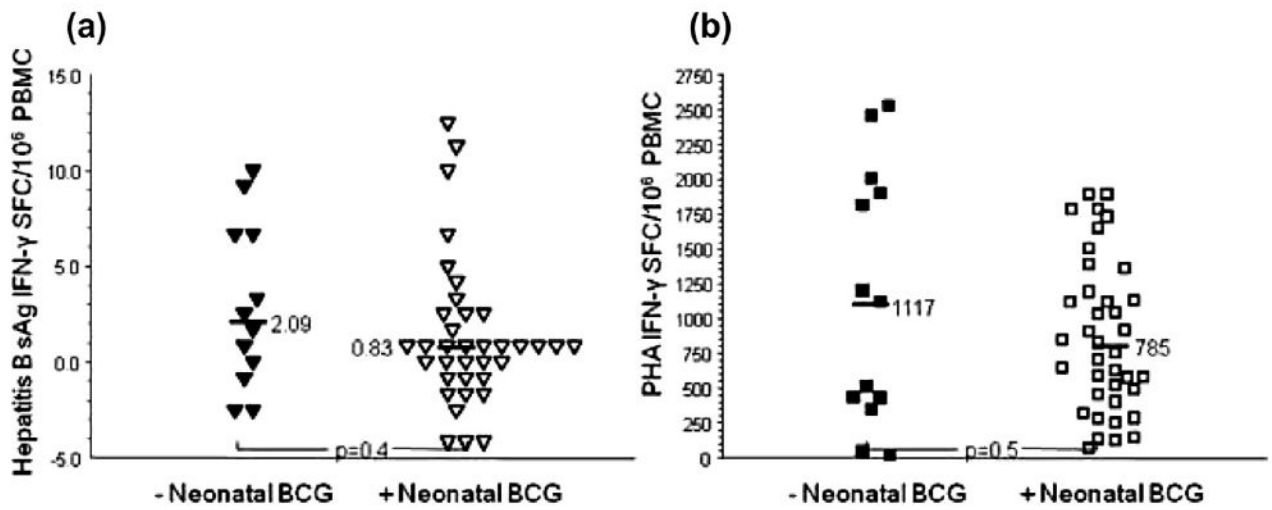 (a)
Hepatitis B sAg IFN-γ SFC/10⁶ PBMC
15.0
10.0
5.0
0.0
-5.0
2.09
0.83
p=0.4
- Neonatal BCG
+ Neonatal BCG
(b)
PHA IFN-γ SFC/10⁶ PBMC
2750
2500
2250
2000
1750
1500
1250
1000
750
500
250
0
1117
785
p=0.5
- Neonatal BCG
+ Neonatal BCG